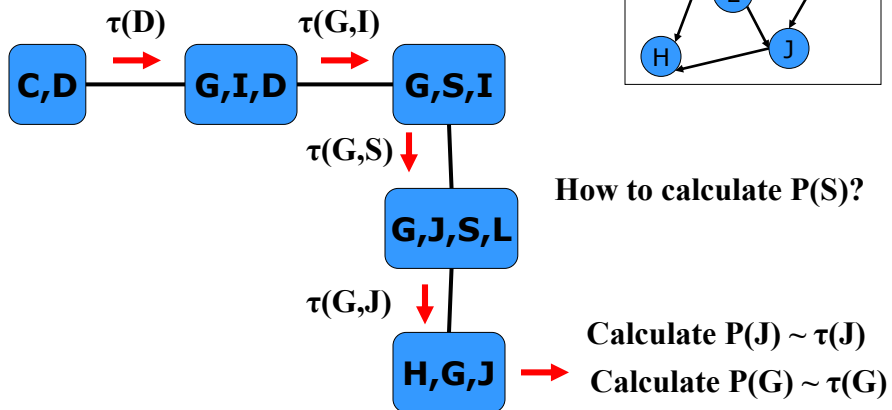 τ(D)
τ(G,I)
C,D
G,I,D
G,S,I
H
J
τ(G,S)
How to calculate P(S)?
G,J,S,L
τ(G,J)
H,G,J
Calculate P(J) ~ τ(J)
Calculate P(G) ~ τ(G)